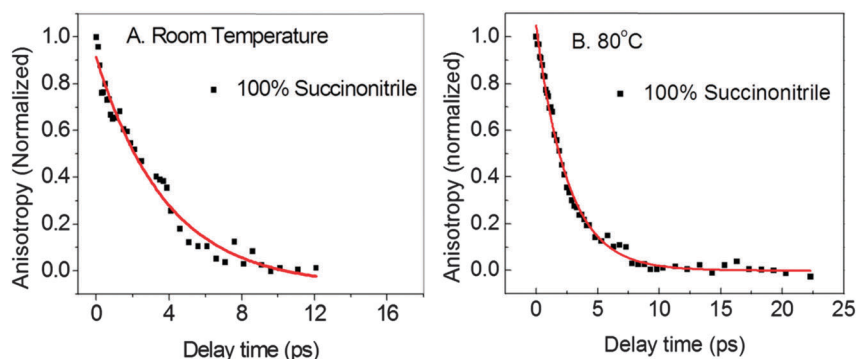 A. Room Temperature
100% Succinonitrile
Anisotropy (Normalized)
1.0
0.8
0.6
0.4
0.2
0.0
0 4 8 12 16
Delay time (ps)
B. 80°C
100% Succinonitrile
Anisotropy (normalized)
1.0
0.8
0.6
0.4
0.2
0.0
0 5 10 15 20 25
Delay time (ps)